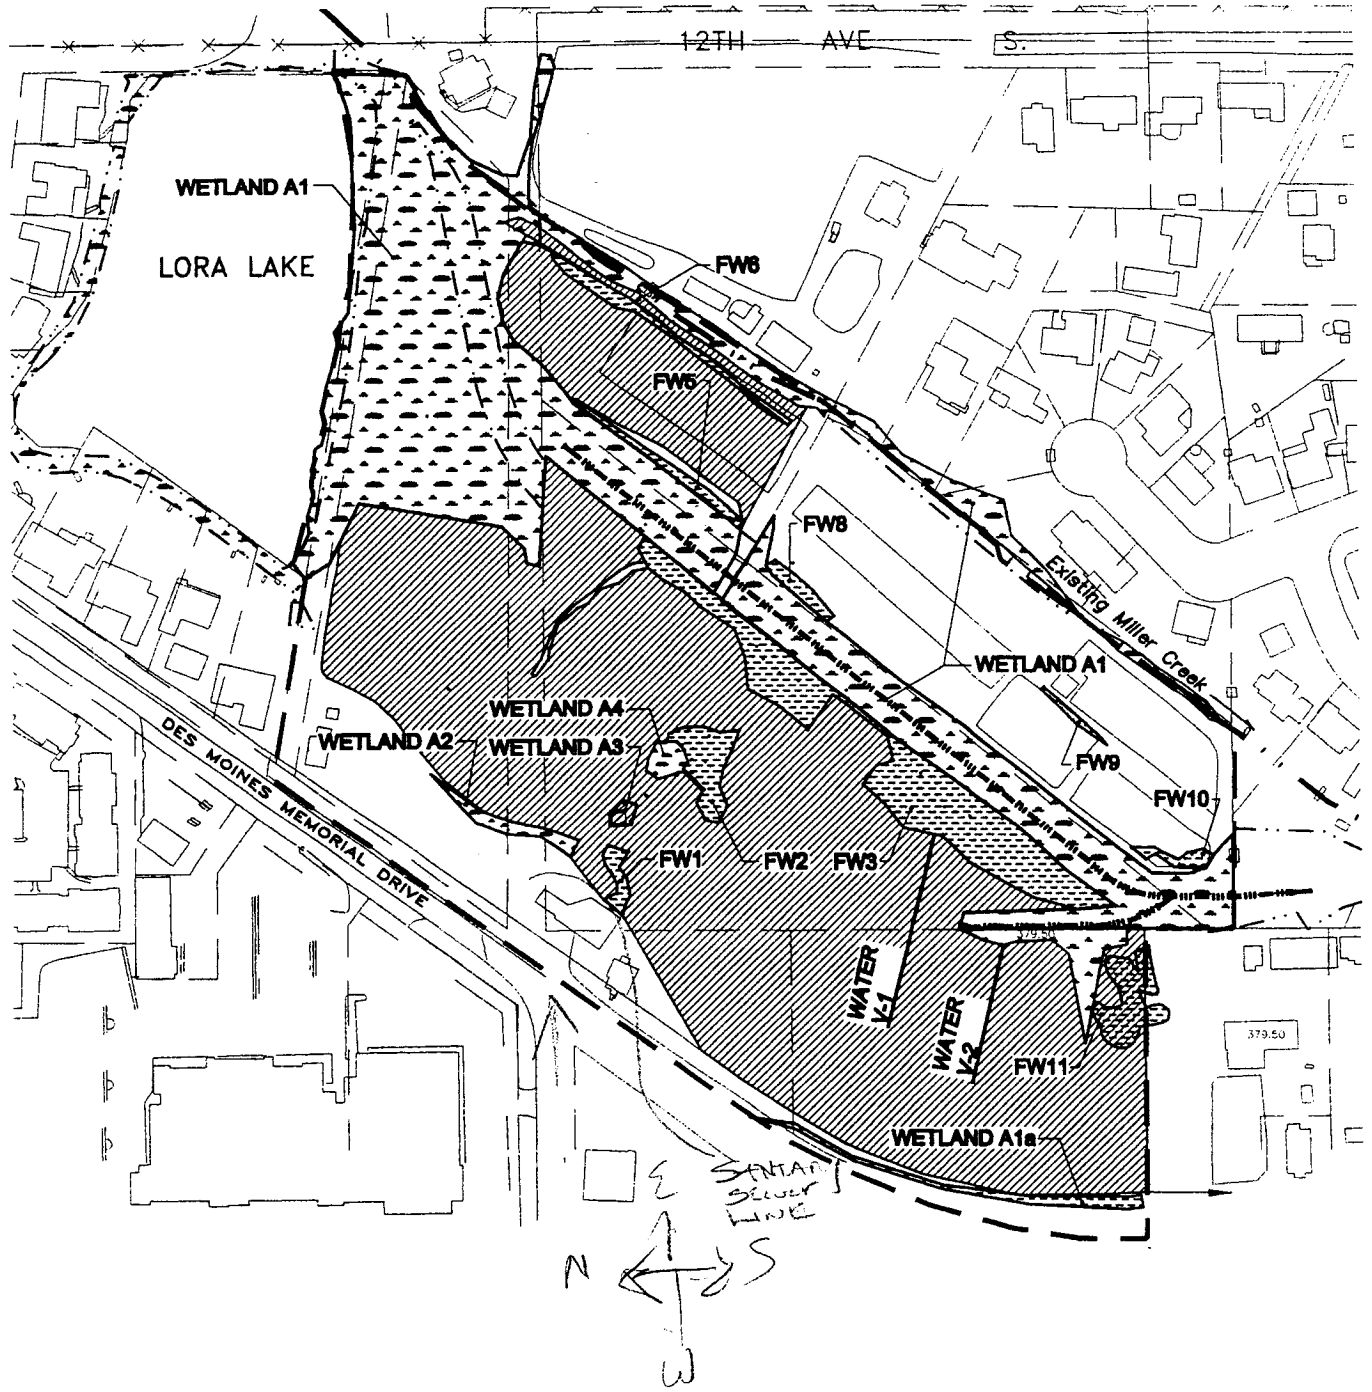 12TH AVE S.
WETLAND A1
LORA LAKE
FW6
FW5
FW8
Existing Miller Creek
WETLAND A1
WETLAND A4
WETLAND A2
WETLAND A3
FW9
FW10
DES MOINES MEMORIAL DRIVE
FW1
FW2
FW3
379.50
WATER
V-1
WATER
V-2
379.50
FW11
WETLAND A1a
SEWER
LINE
E
N
S
W